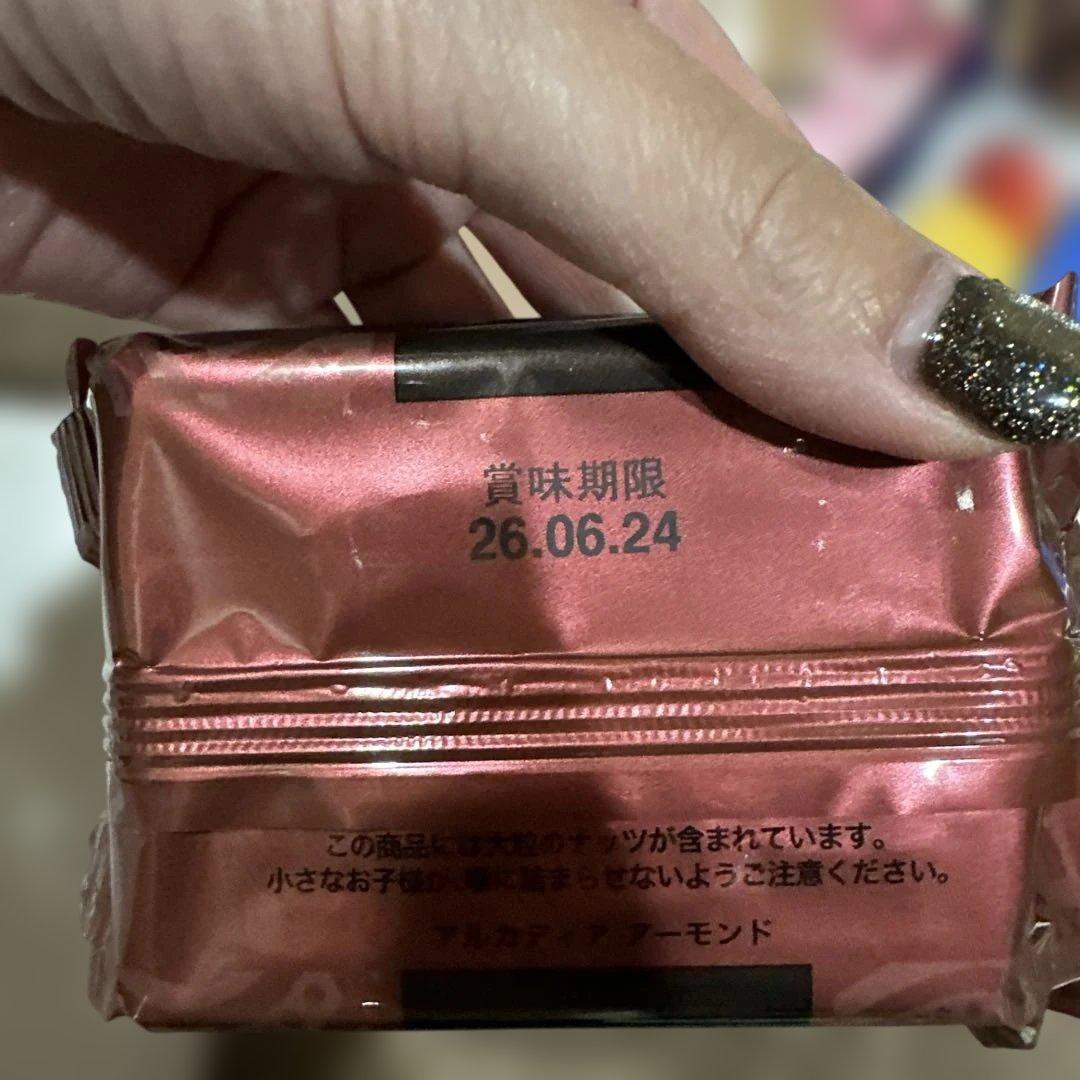 賞味期限
26.06.24
この商品には大粒のナッツが含まれています。
小さなお子様が、喉に詰まらせないようご注意ください。
アルカディア アーモンド